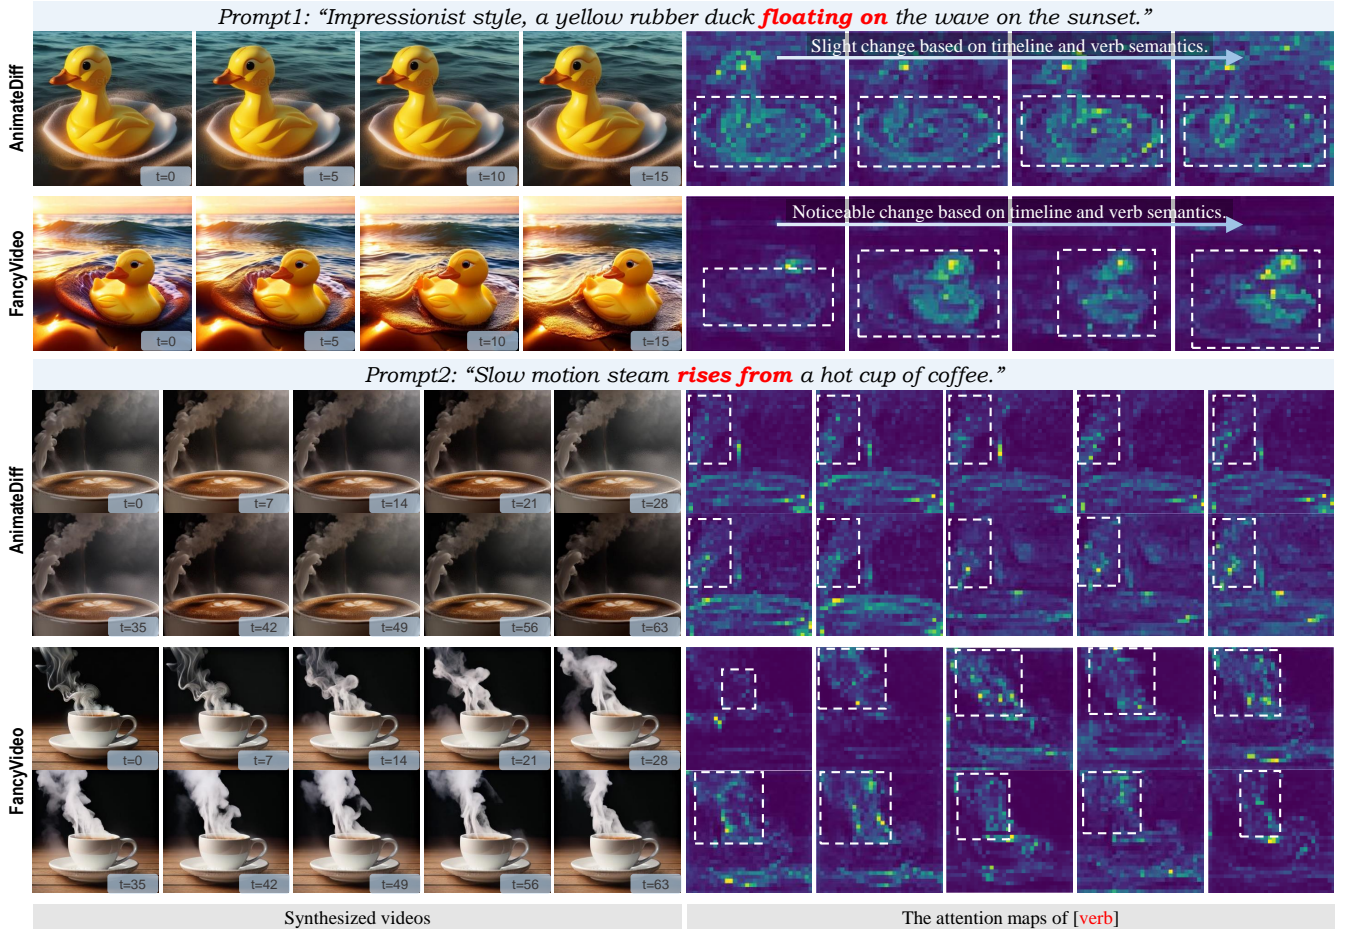 Prompt1: “Impressionist style, a yellow rubber duck floating on the wave on the sunset.”
AnimateDiff
t=0 t=5 t=10 t=15
Slight change based on timeline and verb semantics.
FancyVideo
t=0 t=5 t=10 t=15
Noticeable change based on timeline and verb semantics.
Prompt2: “Slow motion steam rises from a hot cup of coffee.”
AnimateDiff
t=0 t=7 t=14 t=21 t=28
t=35 t=42 t=49 t=56 t=63
FancyVideo
t=0 t=7 t=14 t=21 t=28
t=35 t=42 t=49 t=56 t=63
Synthesized videos
The attention maps of [verb]